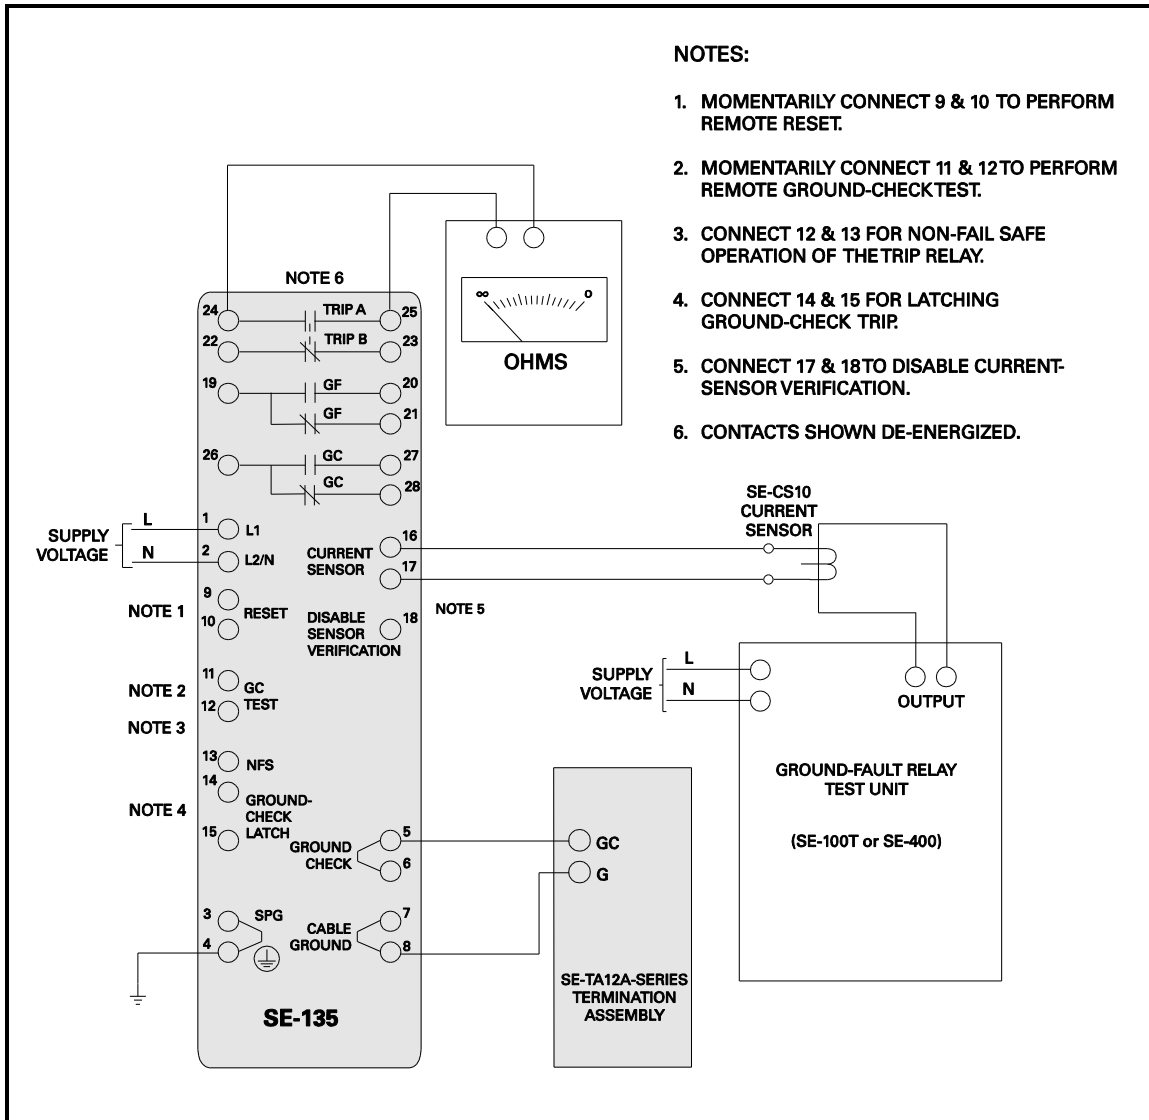 NOTES:
1. MOMENTARILY CONNECT 9 & 10 TO PERFORM
REMOTE RESET.
2. MOMENTARILY CONNECT 11 & 12 TO PERFORM
REMOTE GROUND-CHECK TEST.
3. CONNECT 12 & 13 FOR NON-FAIL SAFE
OPERATION OF THE TRIP RELAY.
4. CONNECT 14 & 15 FOR LATCHING
GROUND-CHECK TRIP.
5. CONNECT 17 & 18 TO DISABLE CURRENT-
SENSOR VERIFICATION.
6. CONTACTS SHOWN DE-ENERGIZED.
NOTE 6
24
TRIP A
25
22
TRIP B
23
19
GF
20
GF
21
26
GC
27
GC
28
∞
0
OHMS
SUPPLY
VOLTAGE
L
N
1
L1
2
L2/N
CURRENT
SENSOR
16
17
NOTE 1
9
10
RESET
DISABLE
SENSOR
VERIFICATION
18
NOTE 5
NOTE 2
11
12
GC
TEST
NOTE 3
13
NFS
14
NOTE 4
GROUND-
CHECK
LATCH
15
GROUND
CHECK
5
6
3
SPG
4
CABLE
GROUND
7
8
SE-135
SE-CS10
CURRENT
SENSOR
SUPPLY
VOLTAGE
L
N
OUTPUT
GROUND-FAULT RELAY
TEST UNIT
(SE-100T or SE-400)
GC
G
SE-TA12A-SERIES
TERMINATION
ASSEMBLY